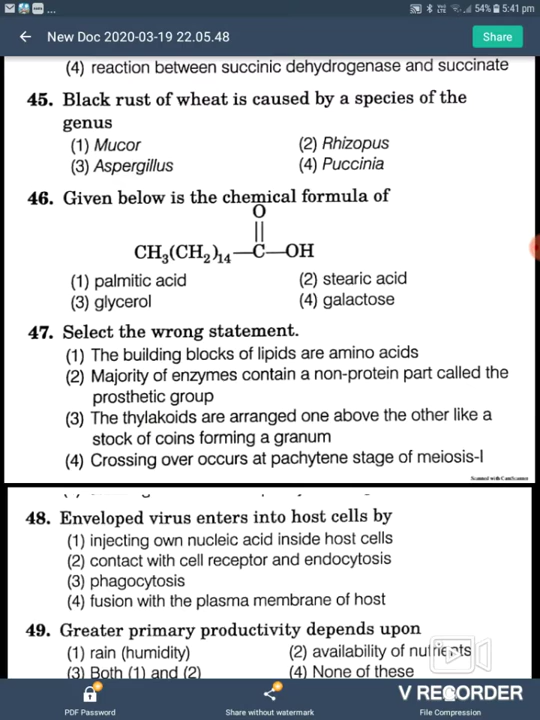 ... 54% 5:41 pm
New Doc 2020-03-19 22.05.48 Share
(4) reaction between succinic dehydrogenase and succinate
45. Black rust of wheat is caused by a species of the
genus
(1) Mucor (2) Rhizopus
(3) Aspergillus (4) Puccinia
46. Given below is the chemical formula of
O
||
CH₃(CH₂)₁₄—C—OH
(1) palmitic acid (2) stearic acid
(3) glycerol (4) galactose
47. Select the wrong statement.
(1) The building blocks of lipids are amino acids
(2) Majority of enzymes contain a non-protein part called the
prosthetic group
(3) The thylakoids are arranged one above the other like a
stock of coins forming a granum
(4) Crossing over occurs at pachytene stage of meiosis-I
Scanned with CamScanner
48. Enveloped virus enters into host cells by
(1) injecting own nucleic acid inside host cells
(2) contact with cell receptor and endocytosis
(3) phagocytosis
(4) fusion with the plasma membrane of host
49. Greater primary productivity depends upon
(1) rain (humidity) (2) availability of nutrients
(3) Both (1) and (2) (4) None of these
V RECORDER
PDF Password Share without watermark File Compression